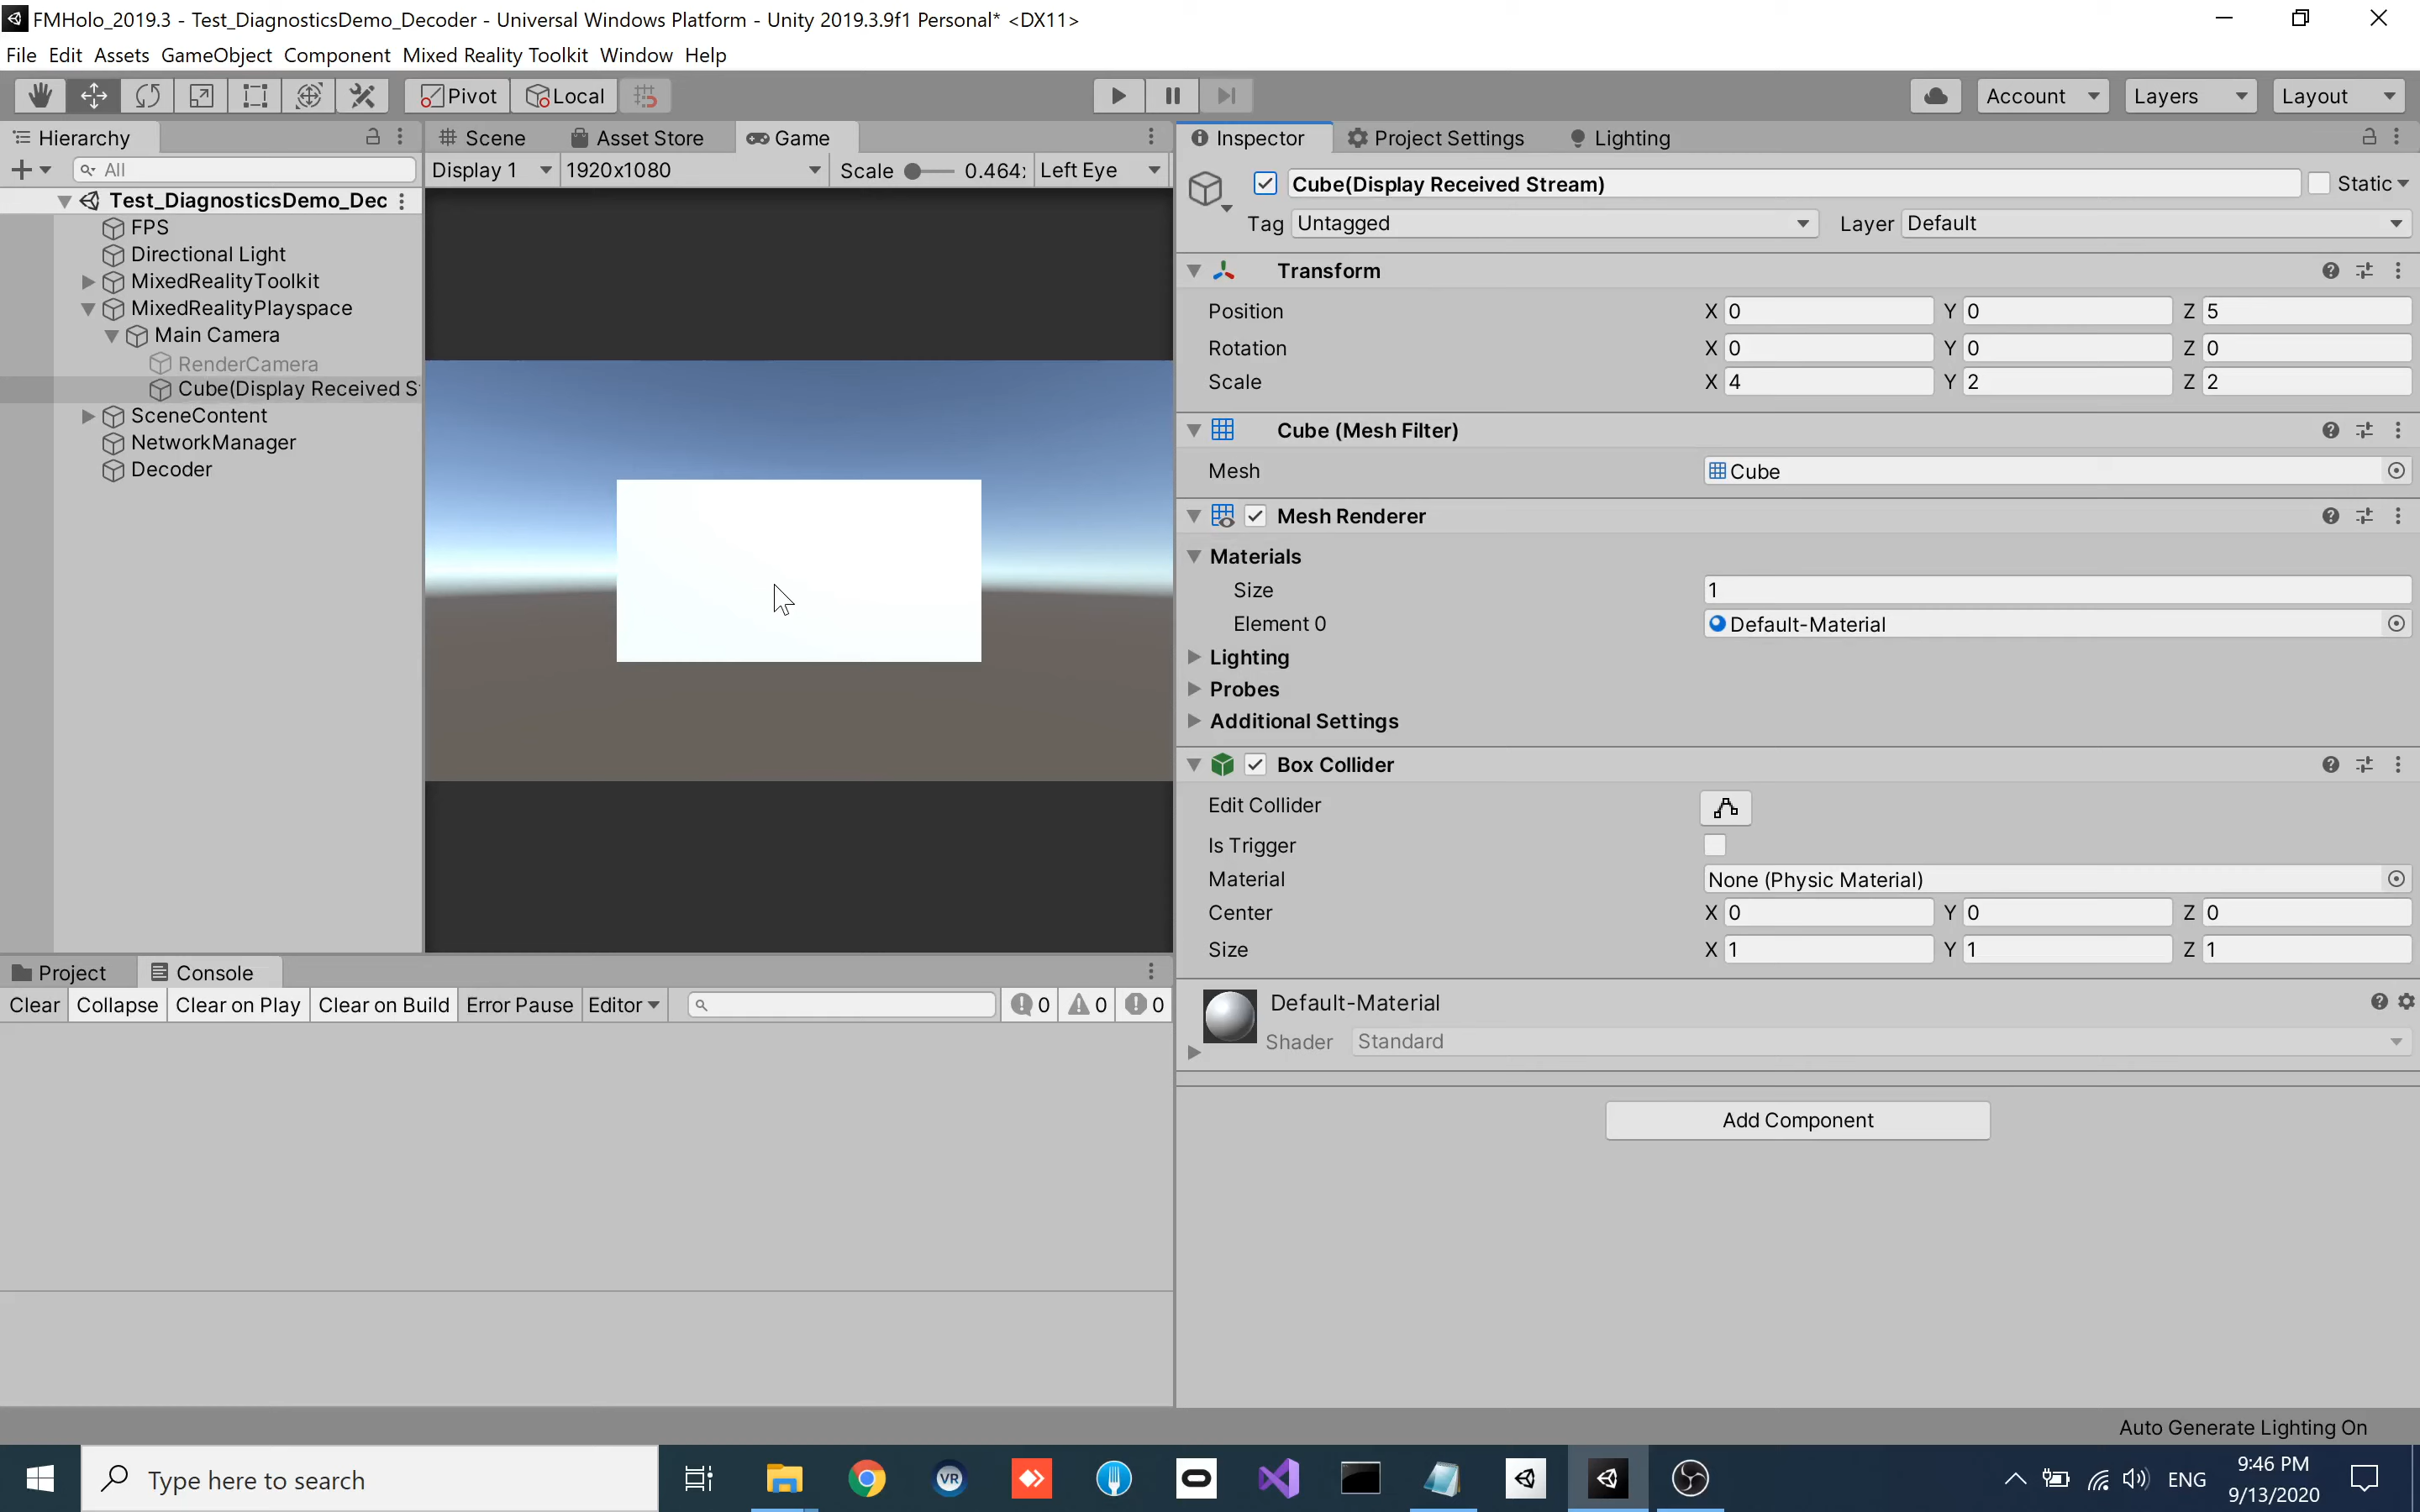 FMHolo_2019.3 - Test_DiagnosticsDemo_Decoder - Universal Windows Platform - Unity 2019.3.9f1 Personal* <DX11>
File Edit Assets GameObject Component Mixed Reality Toolkit Window Help
Pivot Local Account Layers Layout
Hierarchy
All
Test_DiagnosticsDemo_Dec
FPS
Directional Light
MixedRealityToolkit
MixedRealityPlayspace
Main Camera
RenderCamera
Cube(Display Received S
SceneContent
NetworkManager
Decoder
Scene Asset Store Game
Display 1 1920x1080 Scale 0.464: Left Eye
Inspector Project Settings Lighting
Cube(Display Received Stream) Static
Tag Untagged Layer Default
Transform
Position X 0 Y 0 Z 5
Rotation X 0 Y 0 Z 0
Scale X 4 Y 2 Z 2
Cube (Mesh Filter)
Mesh Cube
Mesh Renderer
Materials
Size 1
Element 0 Default-Material
Lighting
Probes
Additional Settings
Box Collider
Edit Collider
Is Trigger
Material None (Physic Material)
Center X 0 Y 0 Z 0
Size X 1 Y 1 Z 1
Default-Material
Shader Standard
Add Component
Project Console
Clear Collapse Clear on Play Clear on Build Error Pause Editor 0 0 0
Auto Generate Lighting On
Type here to search
VR
ENG
9:46 PM
9/13/2020